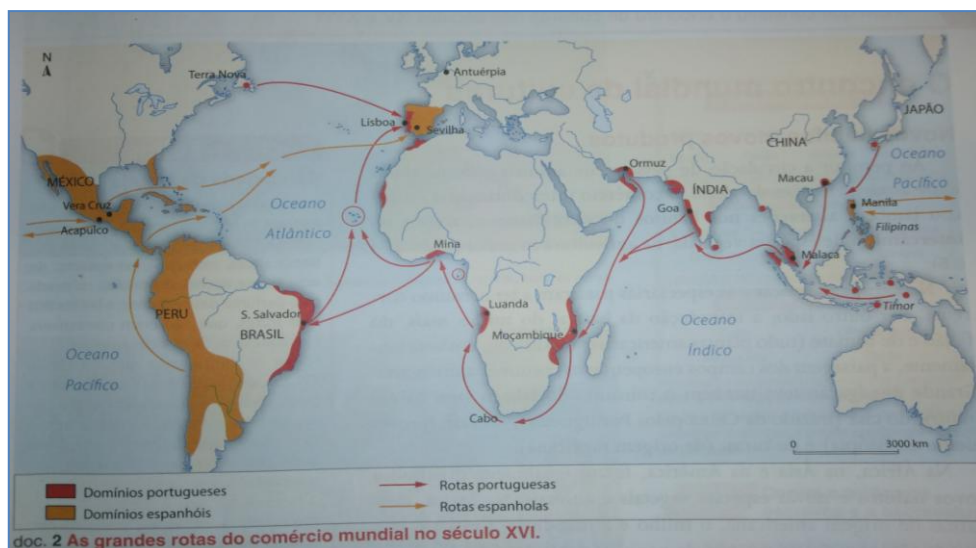 N
Terra Nova
Antuérpia
Lisboa
Sevilha
JAPÃO
CHINA
Ormuz
MÉXICO
Macau
ÍNDIA
Oceano
Pacífico
Vera Cruz
Oceano
Atlântico
Goa
Manila
Acapulco
Filipinas
Mina
Malaca
Luanda
PERU
S. Salvador
BRASIL
Moçambique
Timor
Oceano
Índico
Oceano
Pacífico
Cabo
0 3000 km
Domínios portugueses
Rotas portuguesas
Domínios espanhóis
Rotas espanholas
doc. 2 As grandes rotas do comércio mundial no século XVI.